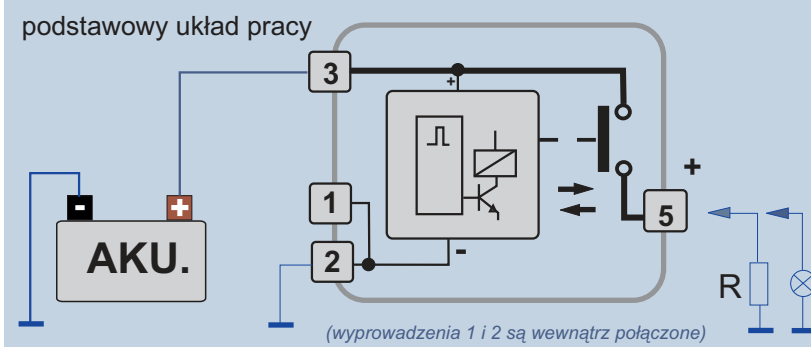 podstawowy układ pracy
3
+
- +
AKU.
1
2
-
+
5
R
(wyprowadzenia 1 i 2 są wewnątrz połączone)